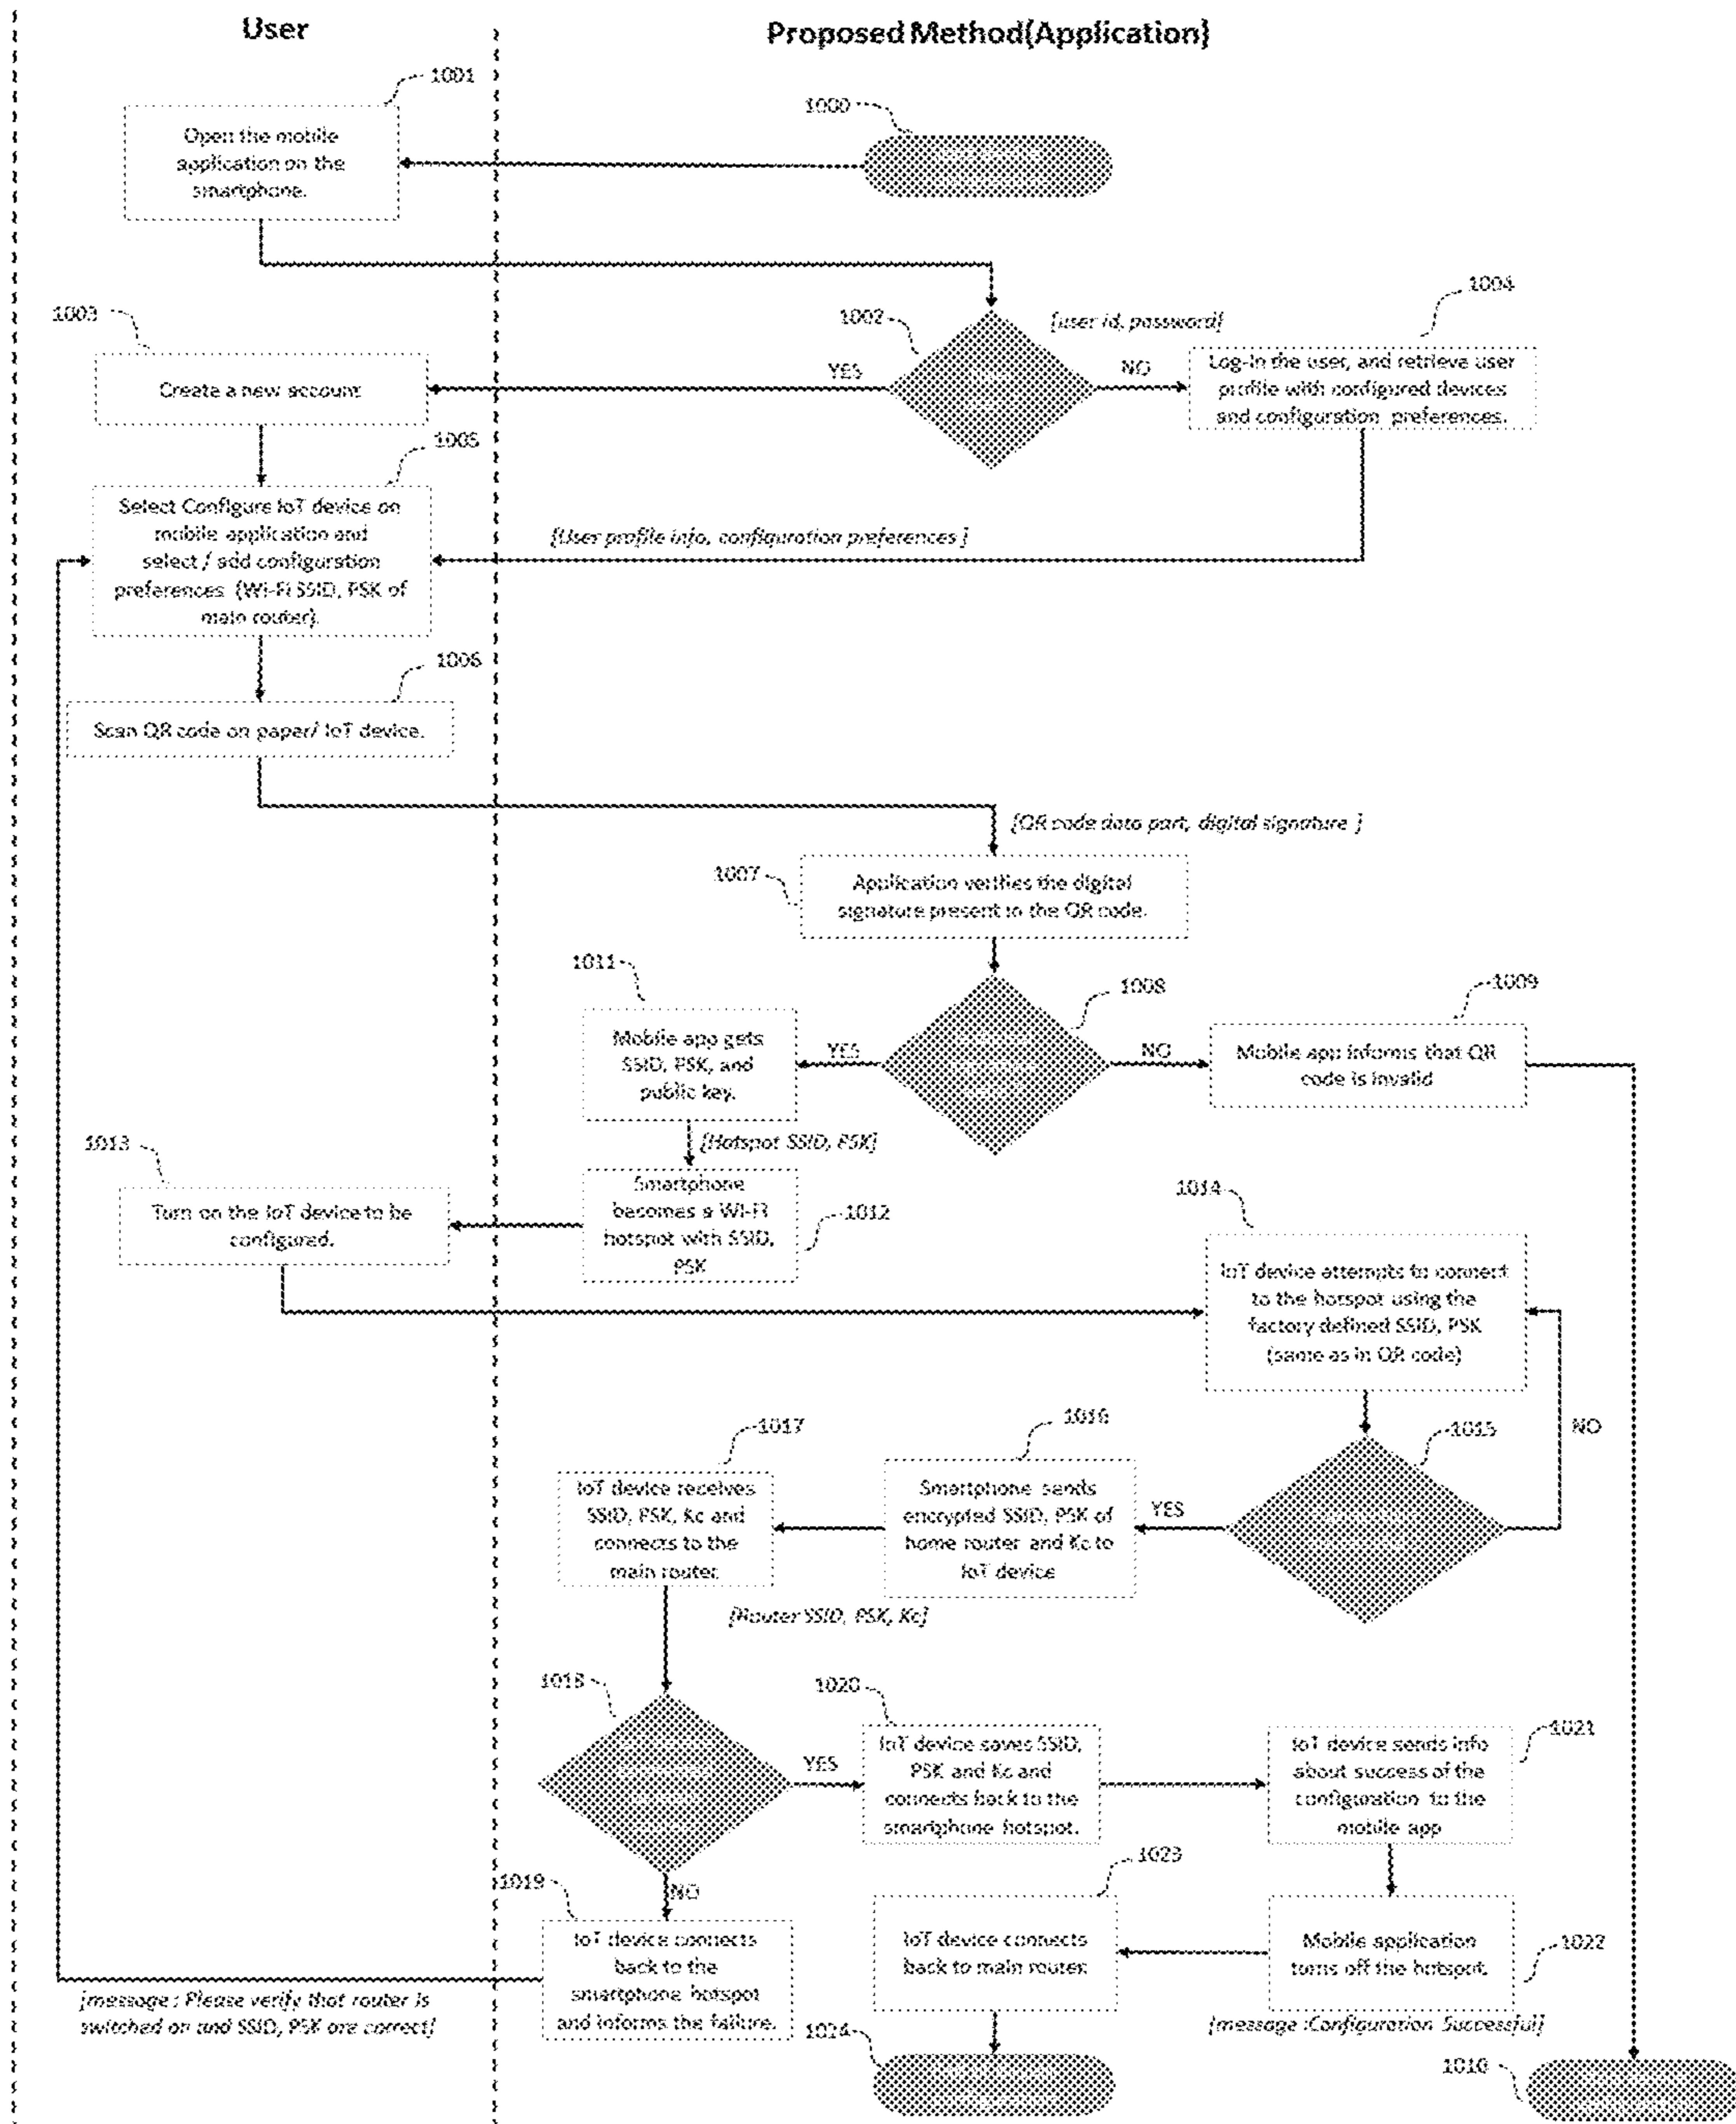 User
Proposed Method(Application)
1001
1000
Open the mobile
application on the
smartphone.
1003
1002
[user id, password]
1004
Create a new account
YES
NO
Log-in the user, and retrieve user
profile with configured devices
and configuration preferences.
1005
Select Configure IoT device on
mobile application and
select / add configuration
preferences (Wi-Fi SSID, PSK of
main router).
[User profile info, configuration preferences ]
1006
Scan QR code on paper/ IoT device.
[QR code data part, digital signature ]
1007
Application verifies the digital
signature present in the QR code.
1011
1008
1009
Mobile app gets
SSID, PSK, and
public key.
YES
NO
Mobile app informs that QR
code is invalid
[Hotspot SSID, PSK]
1013
Turn on the IoT device to be
configured.
Smartphone
becomes a Wi-Fi
hotspot with SSID,
PSK
1012
1014
IoT device attempts to connect
to the hotspot using the
factory defined SSID, PSK
(same as in QR code)
NO
1017
1016
1015
IoT device receives
SSID, PSK, Kc and
connects to the
main router.
Smartphone sends
encrypted SSID, PSK of
home router and Kc to
IoT device
YES
[Router SSID, PSK, Kc]
1018
1020
1021
YES
IoT device saves SSID,
PSK and Kc and
connects back to the
smartphone hotspot.
IoT device sends info
about success of the
configuration to the
mobile app
1019
NO
1023
IoT device connects
back to the
smartphone hotspot
and informs the failure.
IoT device connects
back to main router.
Mobile application
turns off the hotspot.
1022
[message : Please verify that router is
switched on and SSID, PSK are correct]
[message :Configuration Successful]
1024
1010